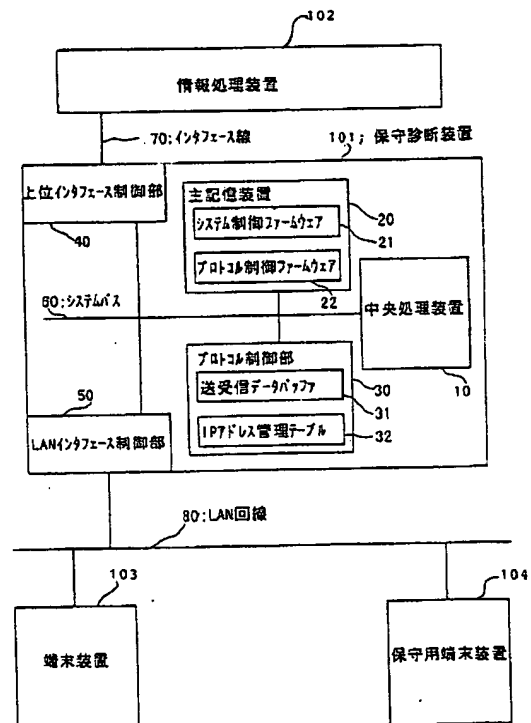 102
情報処理装置
70:インタフェース線
101; 保守診断装置
上位インタフェース制御部
40
主記憶装置
20
システム制御ファームウェア
21
プロトコル制御ファームウェア
22
60:システムバス
中央処理装置
10
プロトコル制御部
30
送受信データバッファ
31
IPアドレス管理テーブル
32
50
LANインタフェース制御部
80:LAN回線
103
端末装置
104
保守用端末装置